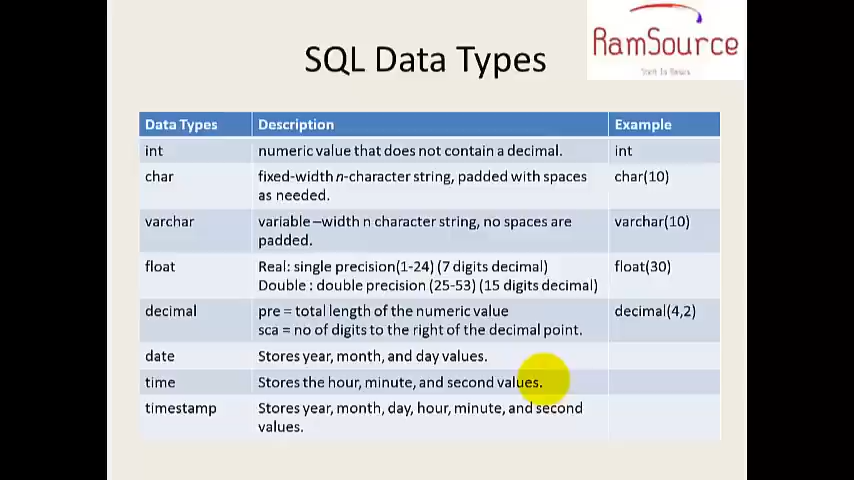 SQL Data Types
RamSource
Data Types Description Example
int numeric value that does not contain a decimal. int
char fixed-width n-character string, padded with spaces char(10)
as needed.
varchar variable –width n character string, no spaces are varchar(10)
padded.
float Real: single precision(1-24) (7 digits decimal) float(30)
Double : double precision (25-53) (15 digits decimal)
decimal pre = total length of the numeric value decimal(4,2)
sca = no of digits to the right of the decimal point.
date Stores year, month, and day values.
time Stores the hour, minute, and second values.
timestamp Stores year, month, day, hour, minute, and second
values.